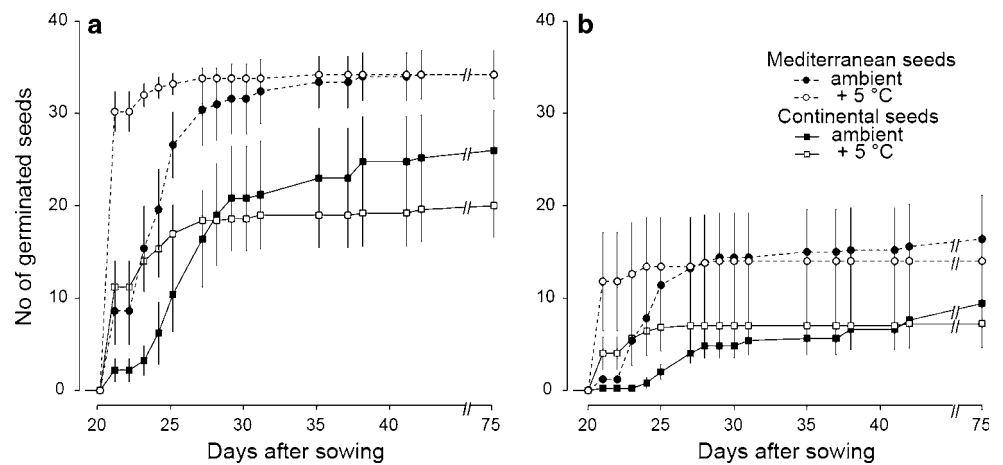 a
b
40
30
20
10
0
No of germinated seeds
20
25
30
35
40
75
Days after sowing
40
30
20
10
0
Mediterranean seeds
ambient
+ 5 °C
Continental seeds
ambient
+ 5 °C
20
25
30
35
40
75
Days after sowing